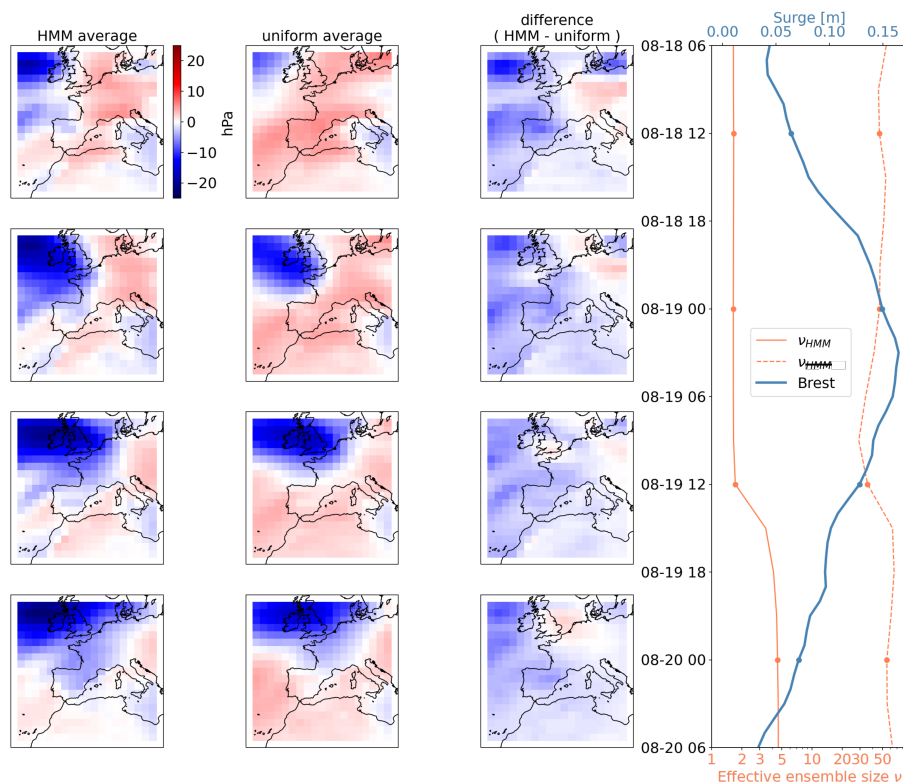 HMM average
uniform average
difference
( HMM - uniform )
20
10
0
−10
−20
hPa
Surge [m]
0.00 0.05 0.10 0.15
08-18 06
08-18 12
08-18 18
08-19 00
08-19 06
08-19 12
08-19 18
08-20 00
08-20 06
ν_HMM
ν_HMM
Brest
1 2 3 5 10 20 30 50
Effective ensemble size ν